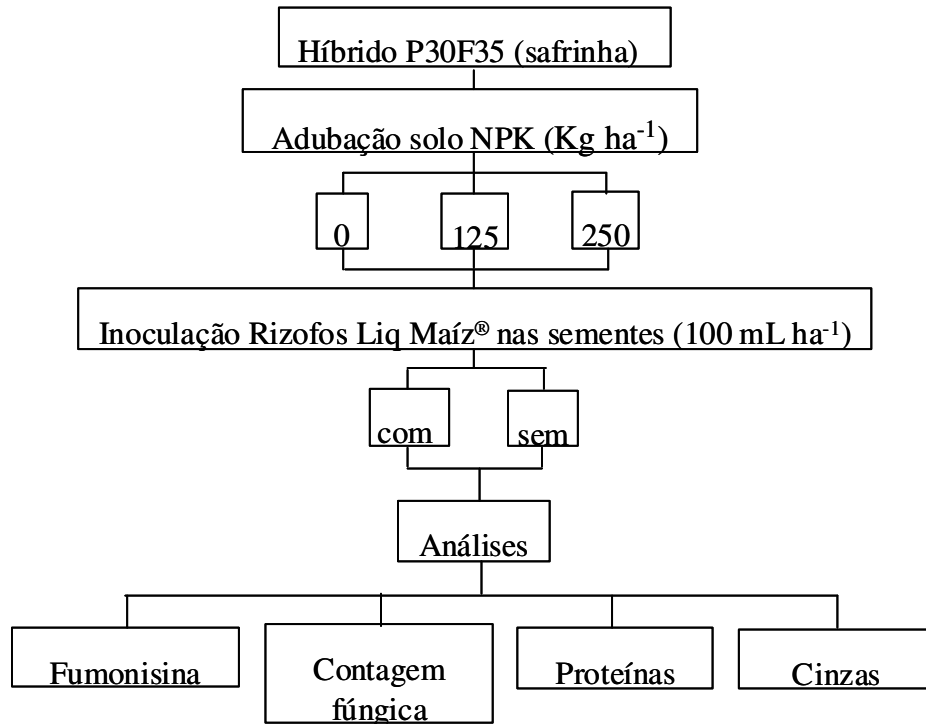 Híbrido P30F35 (safrinha)
Adubação solo NPK (Kg ha⁻¹)
0
125
250
Inoculação Rizofos Liq Maíz® nas sementes (100 mL ha⁻¹)
com
sem
Análises
Fumonisina
Contagem
fúngica
Proteínas
Cinzas